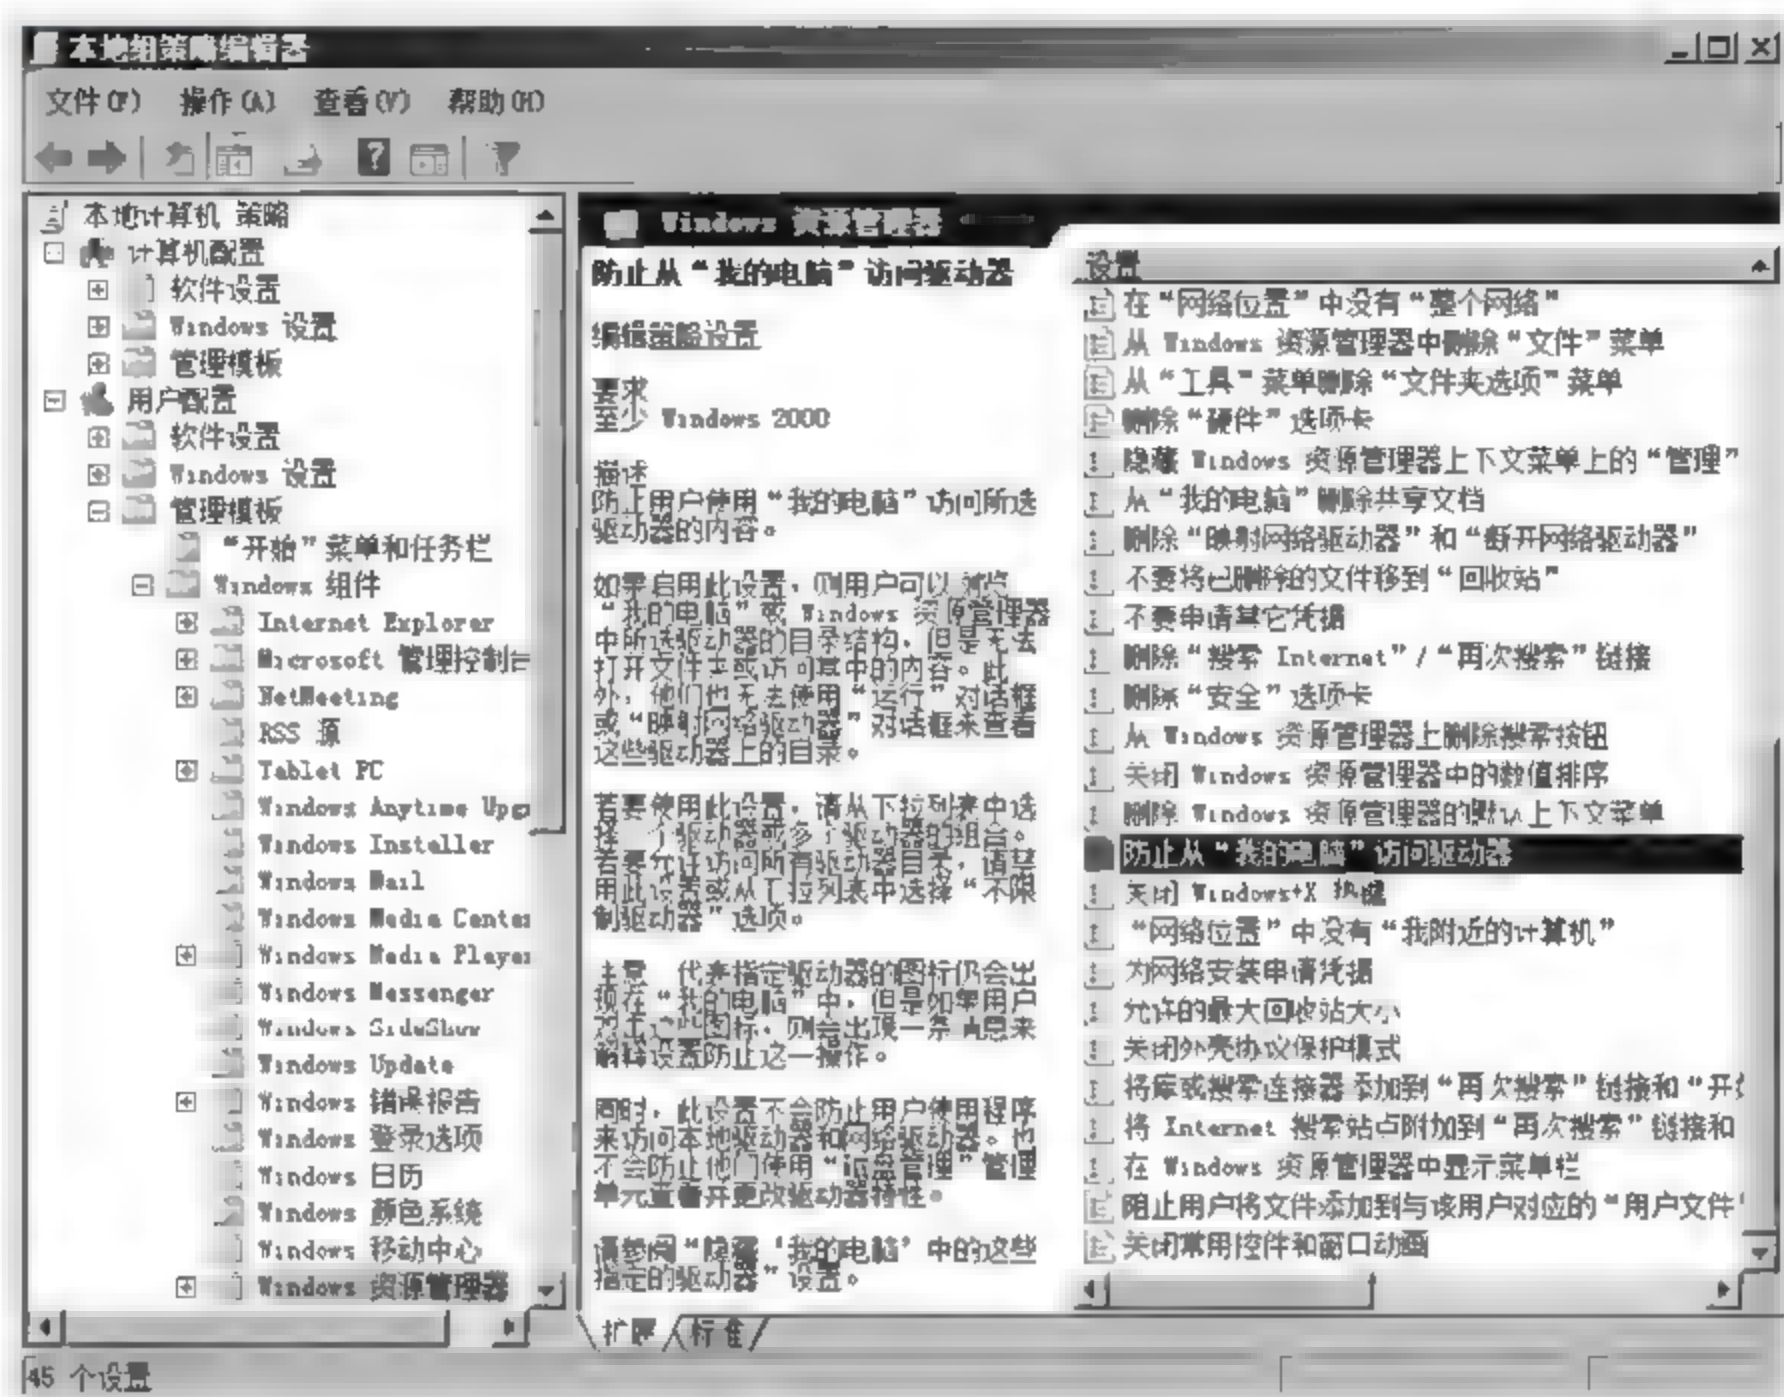 本地组策略编辑器
文件(F) 操作(A) 查看(V) 帮助(H)
本地计算机 策略
计算机配置
软件设置
Windows 设置
管理模板
用户配置
软件设置
Windows 设置
管理模板
“开始”菜单和任务栏
Windows 组件
Internet Explorer
Microsoft 管理控制台
NetMeeting
RSS 源
Tablet PC
Windows Anytime Upgr
Windows Installer
Windows Mail
Windows Media Center
Windows Media Player
Windows Messenger
Windows SideShow
Windows Update
Windows 错误报告
Windows 登录选项
Windows 日历
Windows 颜色系统
Windows 移动中心
Windows 资源管理器
Windows 资源管理器
防止从“我的电脑”访问驱动器
编辑策略设置
要求
至少 Windows 2000
描述
防止用户使用“我的电脑”访问所选
驱动器的内容。
如果启用此设置，则用户可以浏览
“我的电脑”或 Windows 资源管理器
中所选驱动器的目录结构，但是无法
打开文件夹或访问其中的内容。此
外，他们也无法使用“运行”对话框
或“映射网络驱动器”对话框来查看
这些驱动器上的目录。
若要使用此设置，请从下拉列表中选
择一个驱动器或多个驱动器的组合。
若要允许访问所有驱动器目录，请禁
用此设置或从下拉列表中选择“不限
制驱动器”选项。
注意: 代表指定驱动器的图标仍会出
现在“我的电脑”中，但是如果用户
双击这些图标，则会出现一条消息来
解释设置防止这一操作。
同时，此设置不会防止用户使用程序
来访问本地驱动器和网络驱动器。也
不会防止他们使用“磁盘管理”管理
单元查看并更改驱动器特性。
请参阅“隐藏‘我的电脑’中的这些
指定的驱动器”设置。
设置
在“网络位置”中没有“整个网络”
从 Windows 资源管理器中删除“文件”菜单
从“工具”菜单删除“文件夹选项”菜单
删除“硬件”选项卡
隐藏 Windows 资源管理器上下文菜单上的“管理”
从“我的电脑”删除共享文档
删除“映射网络驱动器”和“断开网络驱动器”
不要将已删除的文件移到“回收站”
不要申请其它凭据
删除“搜索 Internet”/“再次搜索”链接
删除“安全”选项卡
从 Windows 资源管理器上删除搜索按钮
关闭 Windows 资源管理器中的数值排序
删除 Windows 资源管理器的默认上下文菜单
防止从“我的电脑”访问驱动器
关闭 Windows+X 热键
“网络位置”中没有“我附近的计算机”
为网络安装申请凭据
允许的最大回收站大小
关闭外壳协议保护模式
将库或搜索连接器添加到“再次搜索”链接和“开始
将 Internet 搜索站点附加到“再次搜索”链接和
在 Windows 资源管理器中显示菜单栏
阻止用户将文件添加到与该用户对应的“用户文件”
关闭常用控件和窗口动画
扩展 标准
45 个设置